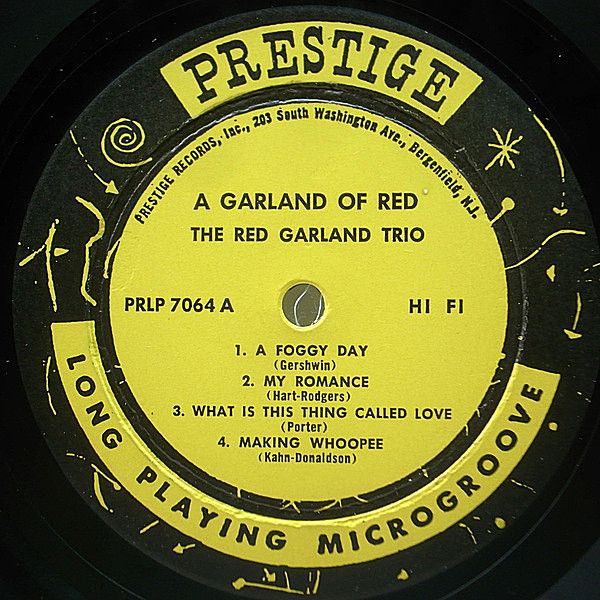 PRESTIGE
PRESTIGE RECORDS, Inc., 203 South Washington Ave., Bergenfield, N.J.
A GARLAND OF RED
THE RED GARLAND TRIO
PRLP 7064 A HI FI
1. A FOGGY DAY
(Gershwin)
2. MY ROMANCE
(Hart-Rodgers)
3. WHAT IS THIS THING CALLED LOVE
(Porter)
4. MAKING WHOOPEE
(Kahn-Donaldson)
LONG PLAYING MICROGROOVE